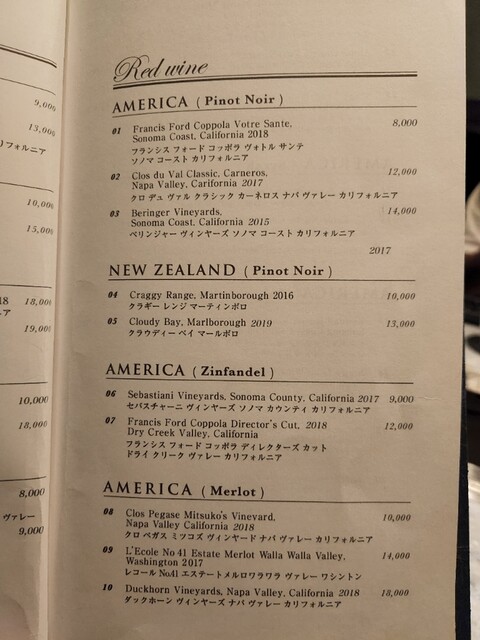 9,000
13,000
リフォルニア
10,000
15,000
18 18,000
ア
19,000
10,000
18,000
8,000
ヴァレー
9,000
Red wine
AMERICA ( Pinot Noir )
01 Francis Ford Coppola Votre Sante, 8,000
Sonoma Coast, California 2018
フランシス フォード コッポラ ヴォトル サンテ
ソノマ コースト カリフォルニア
02 Clos du Val Classic, Carneros, 12,000
Napa Valley, Carifornia 2017
クロ デュ ヴァル クラシック カーネロス ナパ ヴァレー カリフォルニア
03 Beringer Vineyards, 14,000
Sonoma Coast, California 2015
ベリンジャー ヴィンヤーズ ソノマ コースト カリフォルニア
2017
NEW ZEALAND ( Pinot Noir )
04 Craggy Range, Martinborough 2016 10,000
クラギー レンジ マーティンボロ
05 Cloudy Bay, Marlborough 2019 13,000
クラウディー ベイ マールボロ
AMERICA ( Zinfandel )
06 Sebastiani Vineyards, Sonoma County, California 2017 9,000
セバスチャーニ ヴィンヤーズ ソノマ カウンティ カリフォルニア
07 Francis Ford Coppola Director's Cut, 2018 12,000
Dry Creek Valley, California
フランシス フォード コッポラ ディレクターズ カット
ドライ クリーク ヴァレー カリフォルニア
AMERICA ( Merlot )
08 Clos Pegase Mitsuko's Vinevard, 10,000
Napa Valley California 2018
クロ ペガス ミツコズ ヴィンヤード ナパ ヴァレー カリフォルニア
09 L'Ecole No 41 Estate Merlot Walla Walla Valley, 14,000
Washington 2017
レコール No.41 エステートメルロワラワラ ヴァレー ワシントン
10 Duckhorn Vineyards, Napa Valley, California 2018 18,000
ダックホーン ヴィンヤーズ ナパ ヴァレー カリフォルニア